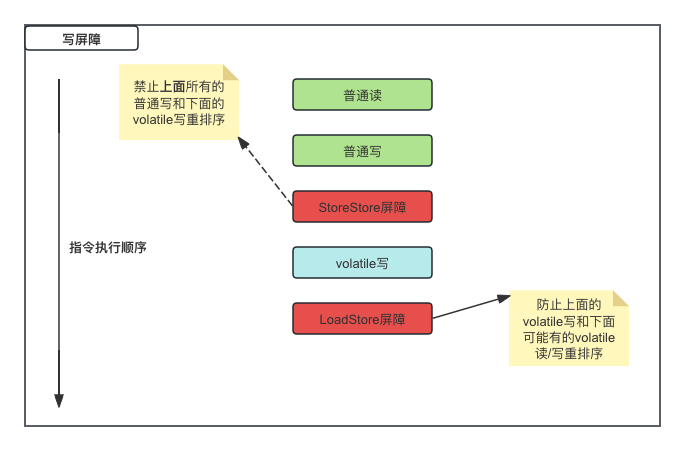 写屏障
禁止上面所有的
普通写和下面的
volatile写重排序
普通读
普通写
StoreStore屏障
指令执行顺序
volatile写
LoadStore屏障
防止上面的
volatile写和下面
可能有的volatile
读/写重排序